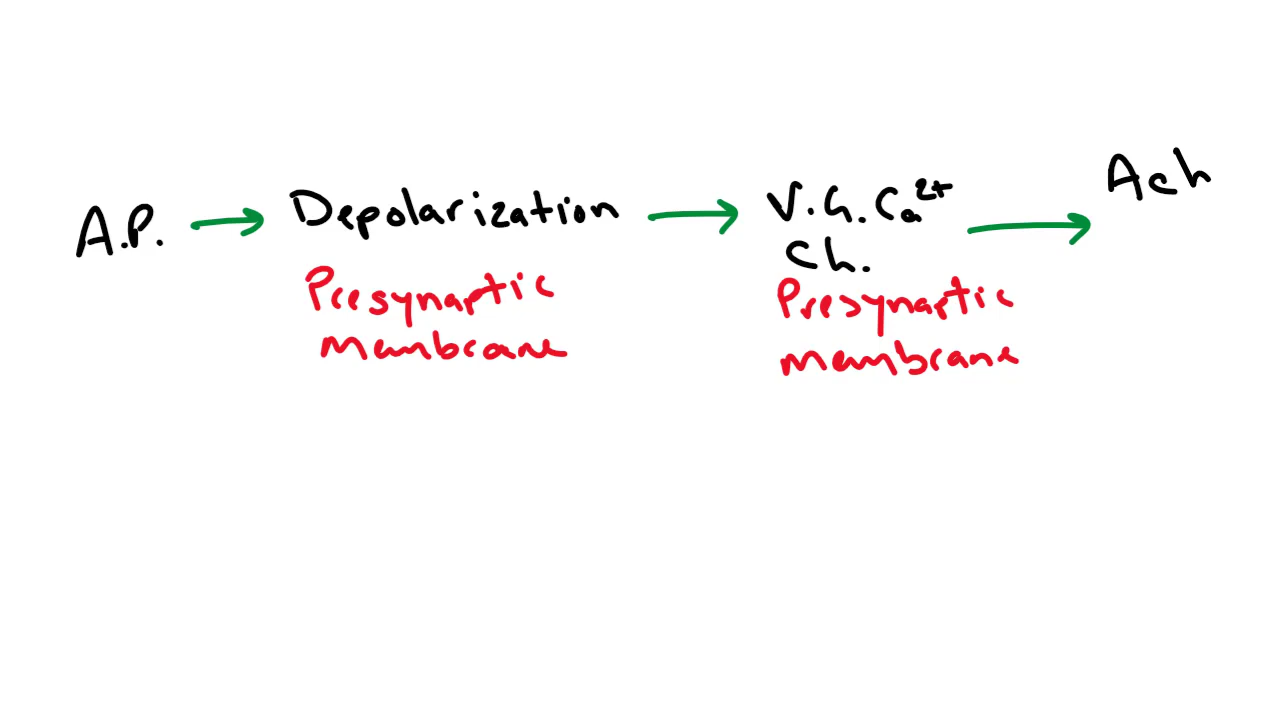 A.P. → Depolarization → V.G. Ca²⁺ → Ach
Ch.
Presynaptic Presynaptic
membrane membrane